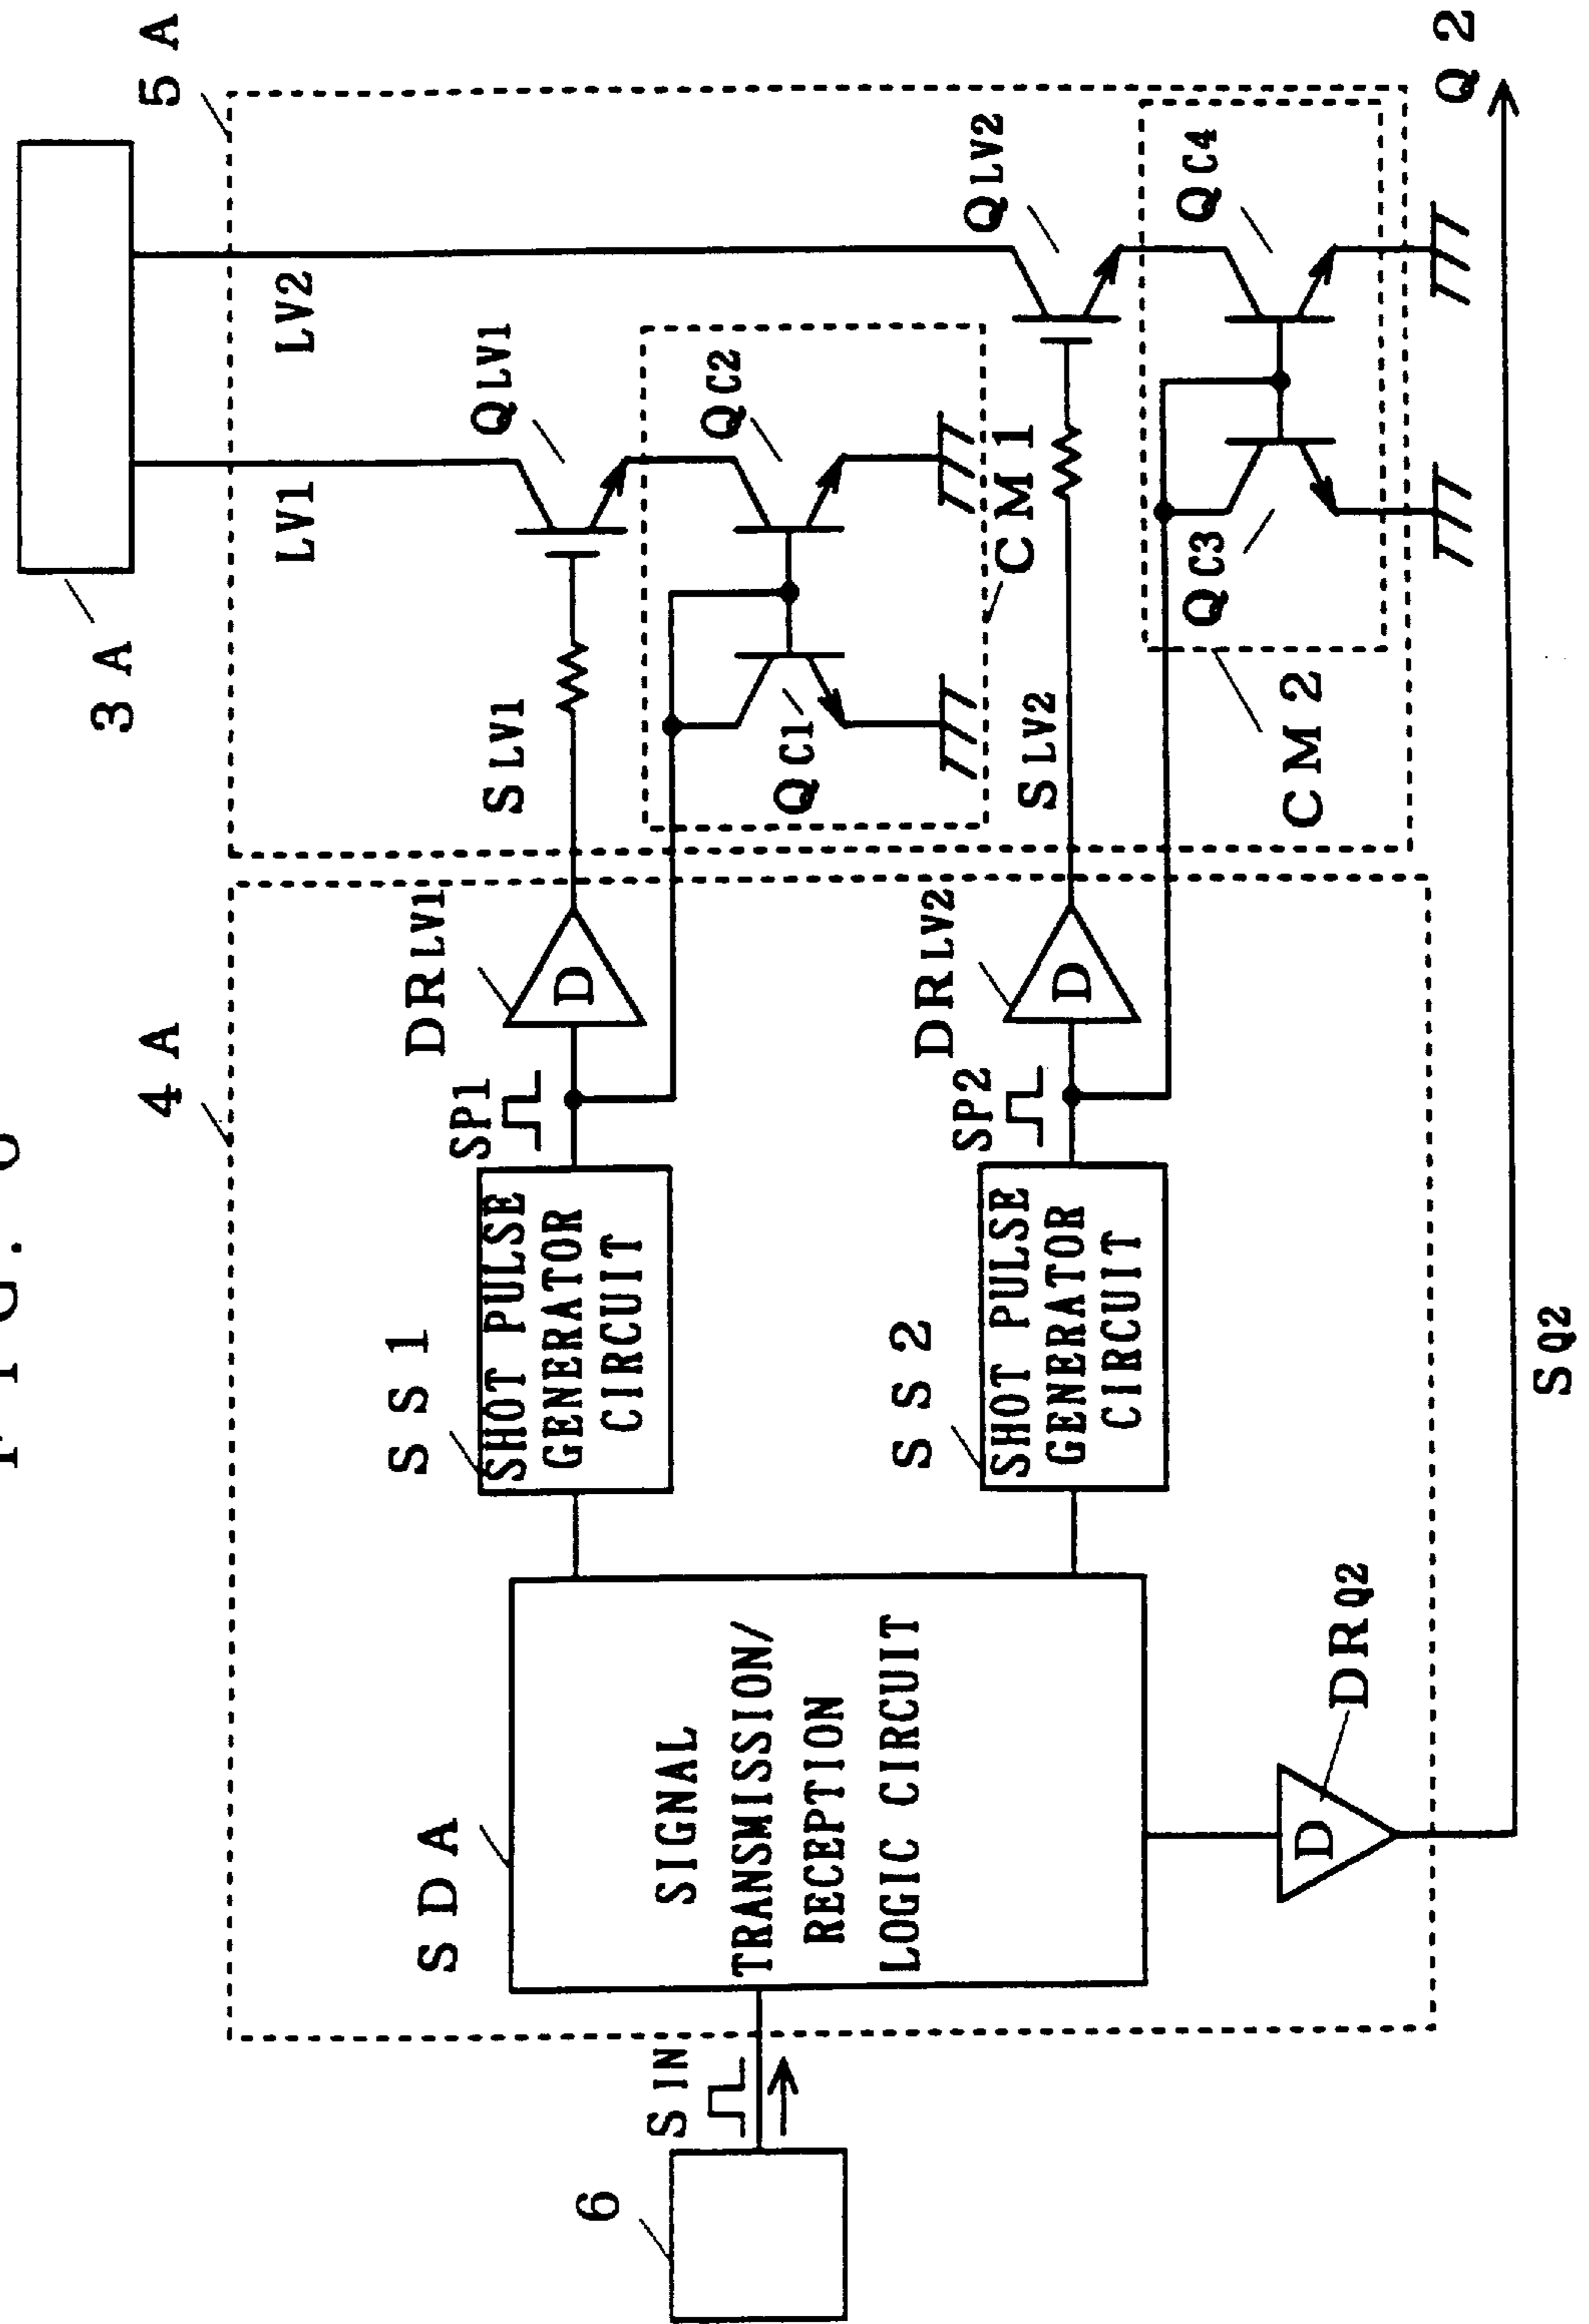 3A
5A
LV1
LV2
4A
DRLV1
SLV1
QLV1
SP1
SS1
SHOT PULSE
GENERATOR
CIRCUIT
QC1
QC2
CM1
SDA
SIGNAL
TRANSMISSION/
RECEPTION
LOGIC CIRCUIT
6
SIN
SS2
SHOT PULSE
GENERATOR
CIRCUIT
SP2
DRLV2
D
D
SLV2
QLV2
QC3
QC4
CM2
D
DRQ2
SQ2
Q2